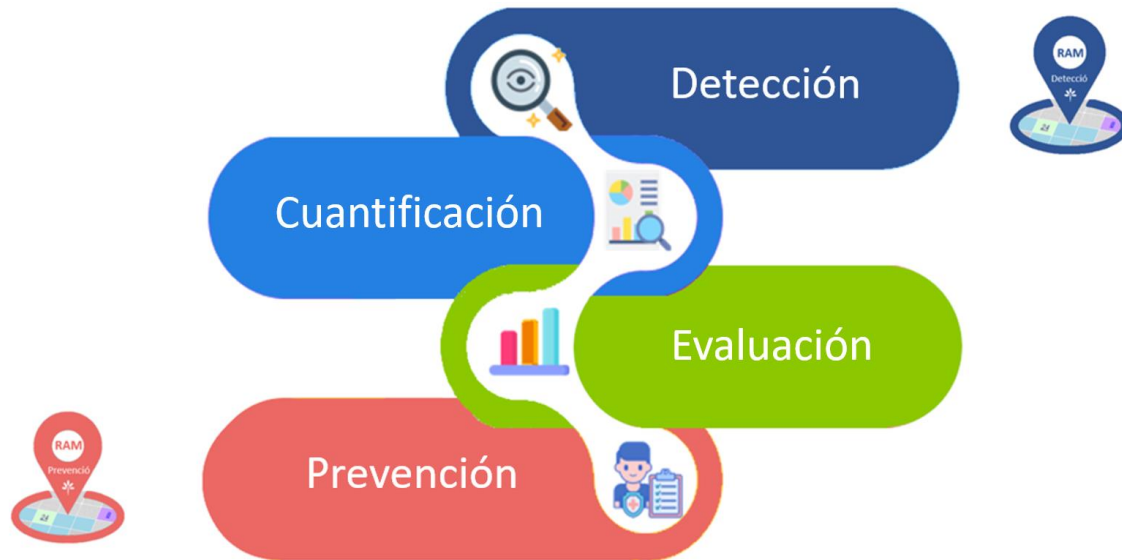 Detección
RAM
Detecció
Cuantificación
Evaluación
RAM
Prevenció
Prevención